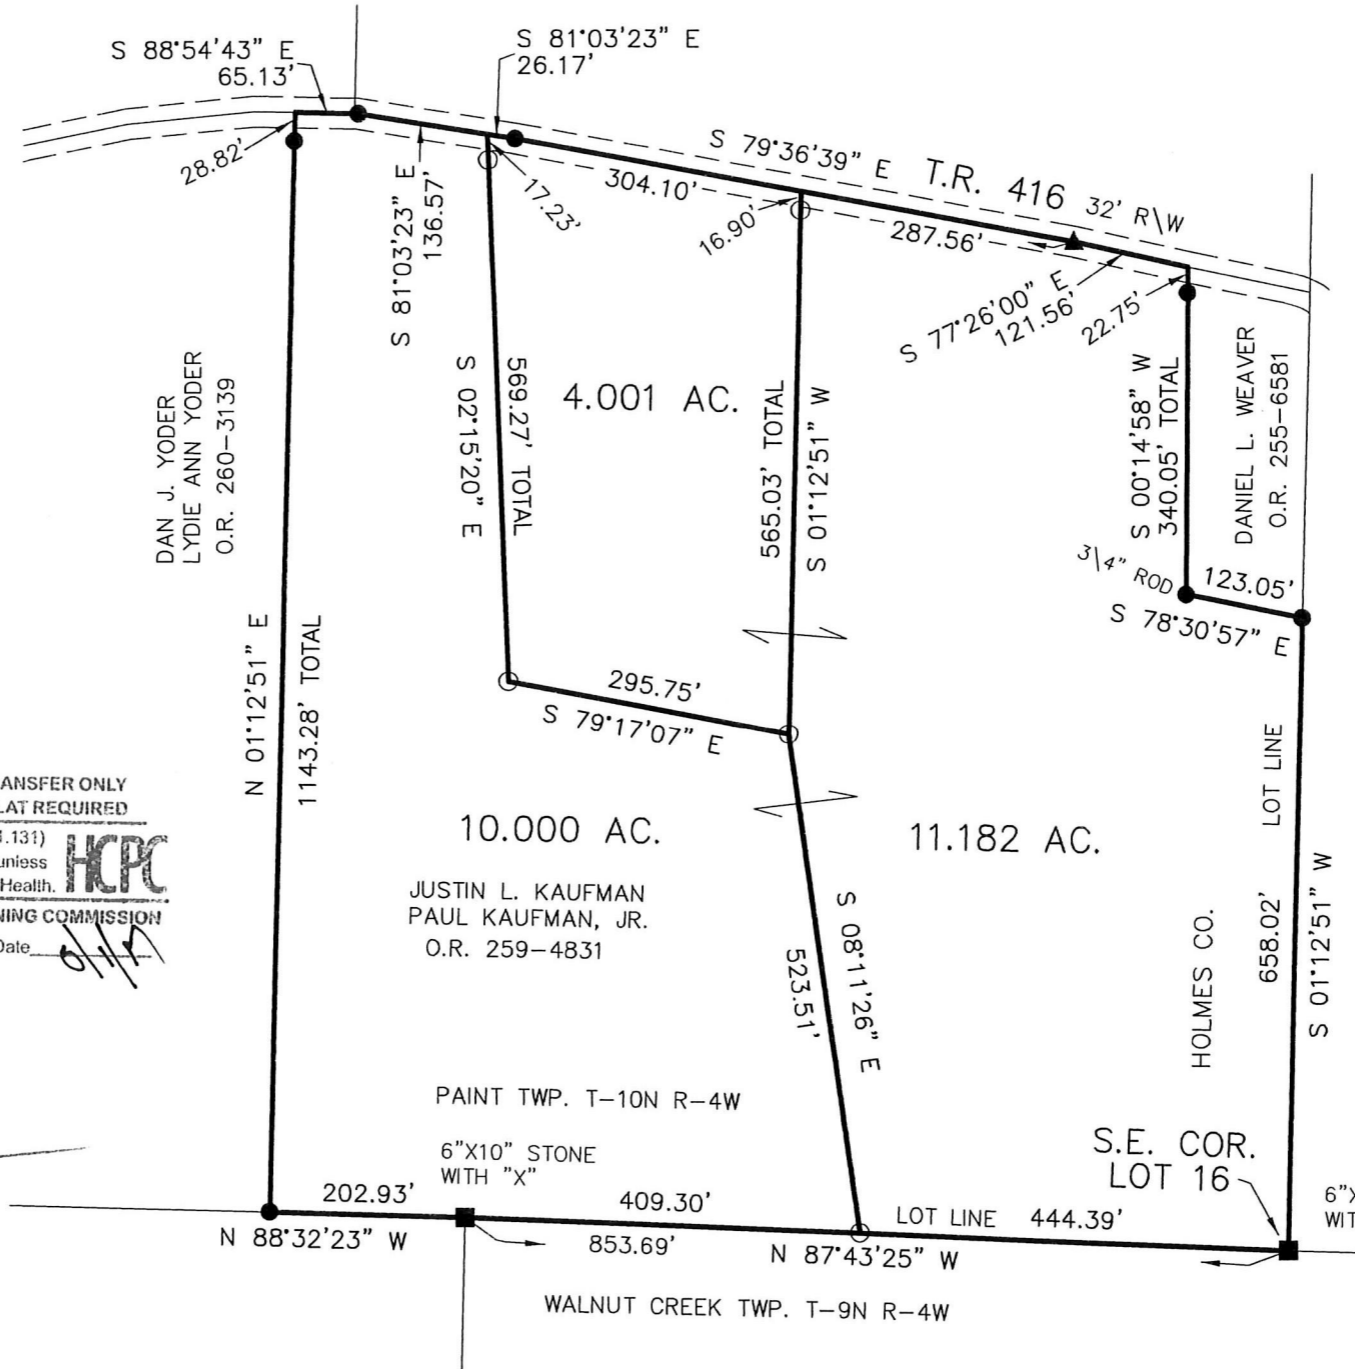 S 88°54'43" E
65.13'
S 81°03'23" E
26.17'
28.82'
S 81°03'23" E
136.57'
17.23'
304.10'
S 79°36'39" E
T.R. 416
32' R\W
16.90'
287.56'
S 77°26'00" E
121.56'
22.75'
DAN J. YODER
LYDIE ANN YODER
O.R. 260-3139
S 02°15'20" E
569.27' TOTAL
4.001 AC.
565.03' TOTAL
S 01°12'51" W
S 00°14'58" W
340.05' TOTAL
DANIEL L. WEAVER
O.R. 255-6581
3\4" ROD
123.05'
S 78°30'57" E
N 01°12'51" E
1143.28' TOTAL
295.75'
S 79°17'07" E
ANSFER ONLY
LAT REQUIRED
.131)
unless
Health.
HCPC
NING COMMISSION
Date
10.000 AC.
JUSTIN L. KAUFMAN
PAUL KAUFMAN, JR.
O.R. 259-4831
11.182 AC.
S 08°11'26" E
523.51'
HOLMES CO.
LOT LINE
658.02'
S 01°12'51" W
PAINT TWP. T-10N R-4W
6"X10" STONE
WITH "X"
S.E. COR.
LOT 16
6"X
WIT
202.93'
409.30'
LOT LINE 444.39'
N 88°32'23" W
853.69'
N 87°43'25" W
WALNUT CREEK TWP. T-9N R-4W